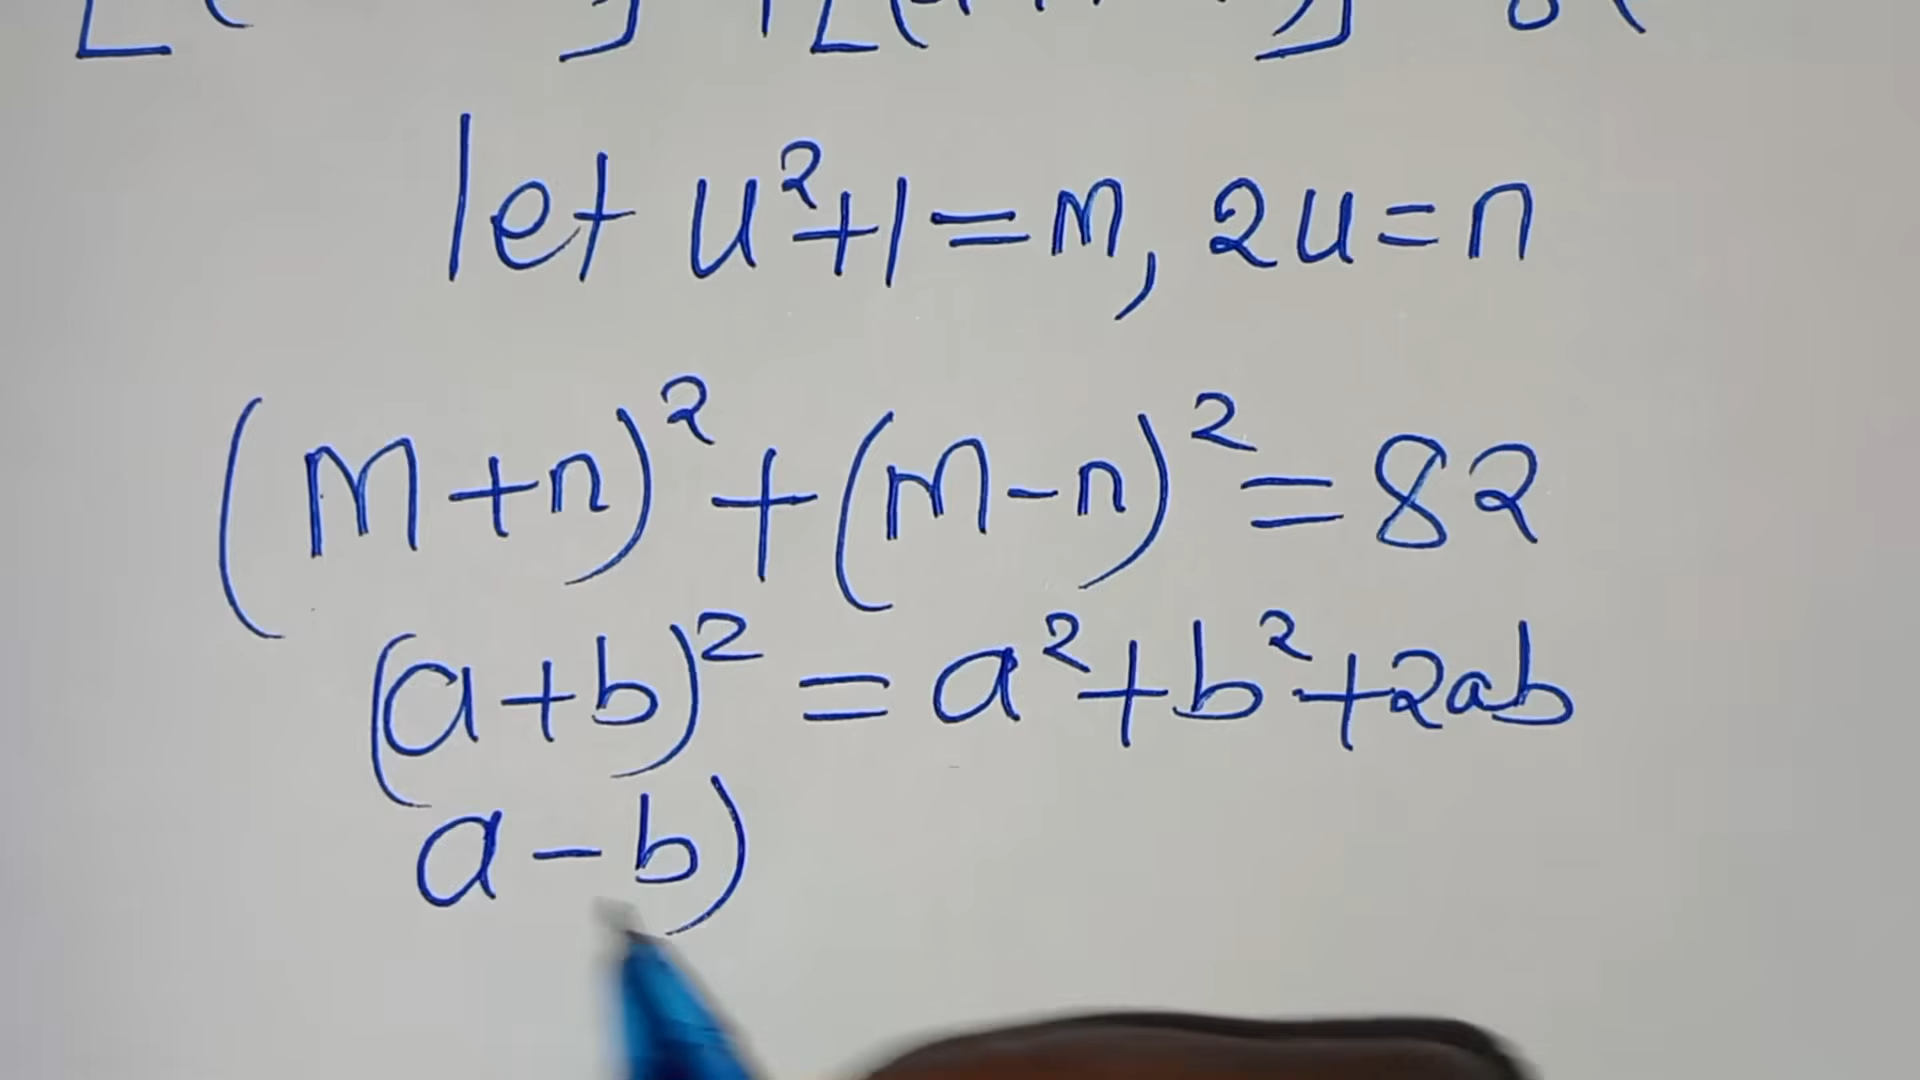 let u²+1=m, 2u=n
(m+n)²+(m-n)²=82
(a+b)²=a²+b²+2ab
a-b)